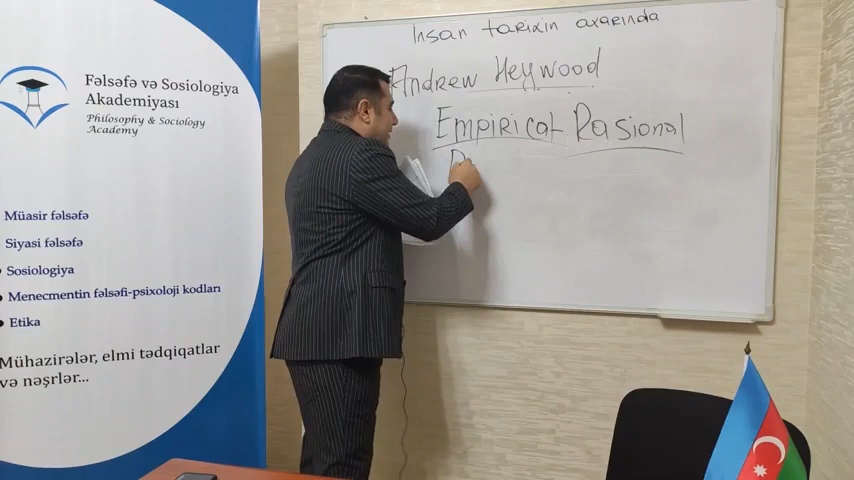 Fəlsəfə və Sosiologiya
Akademiyası
Philosophy & Sociology
Academy
Müasir fəlsəfə
Siyasi fəlsəfə
Sosiologiya
Menecmentin fəlsəfi-psixoloji kodları
Etika
Mühazirələr, elmi tədqiqatlar
və nəşrlər...
İnsan tarixin axarında
Andrew Heywood
Empirical Rasional